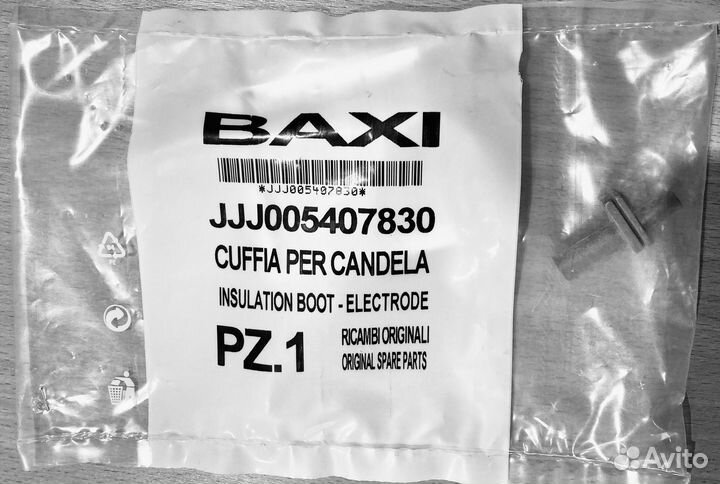 BAXI
*JJJ005407830*
JJJ005407830
CUFFIA PER CANDELA
INSULATION BOOT - ELECTRODE
PZ.1
RICAMBI ORIGINALI
ORIGINAL SPARE PARTS
Avito